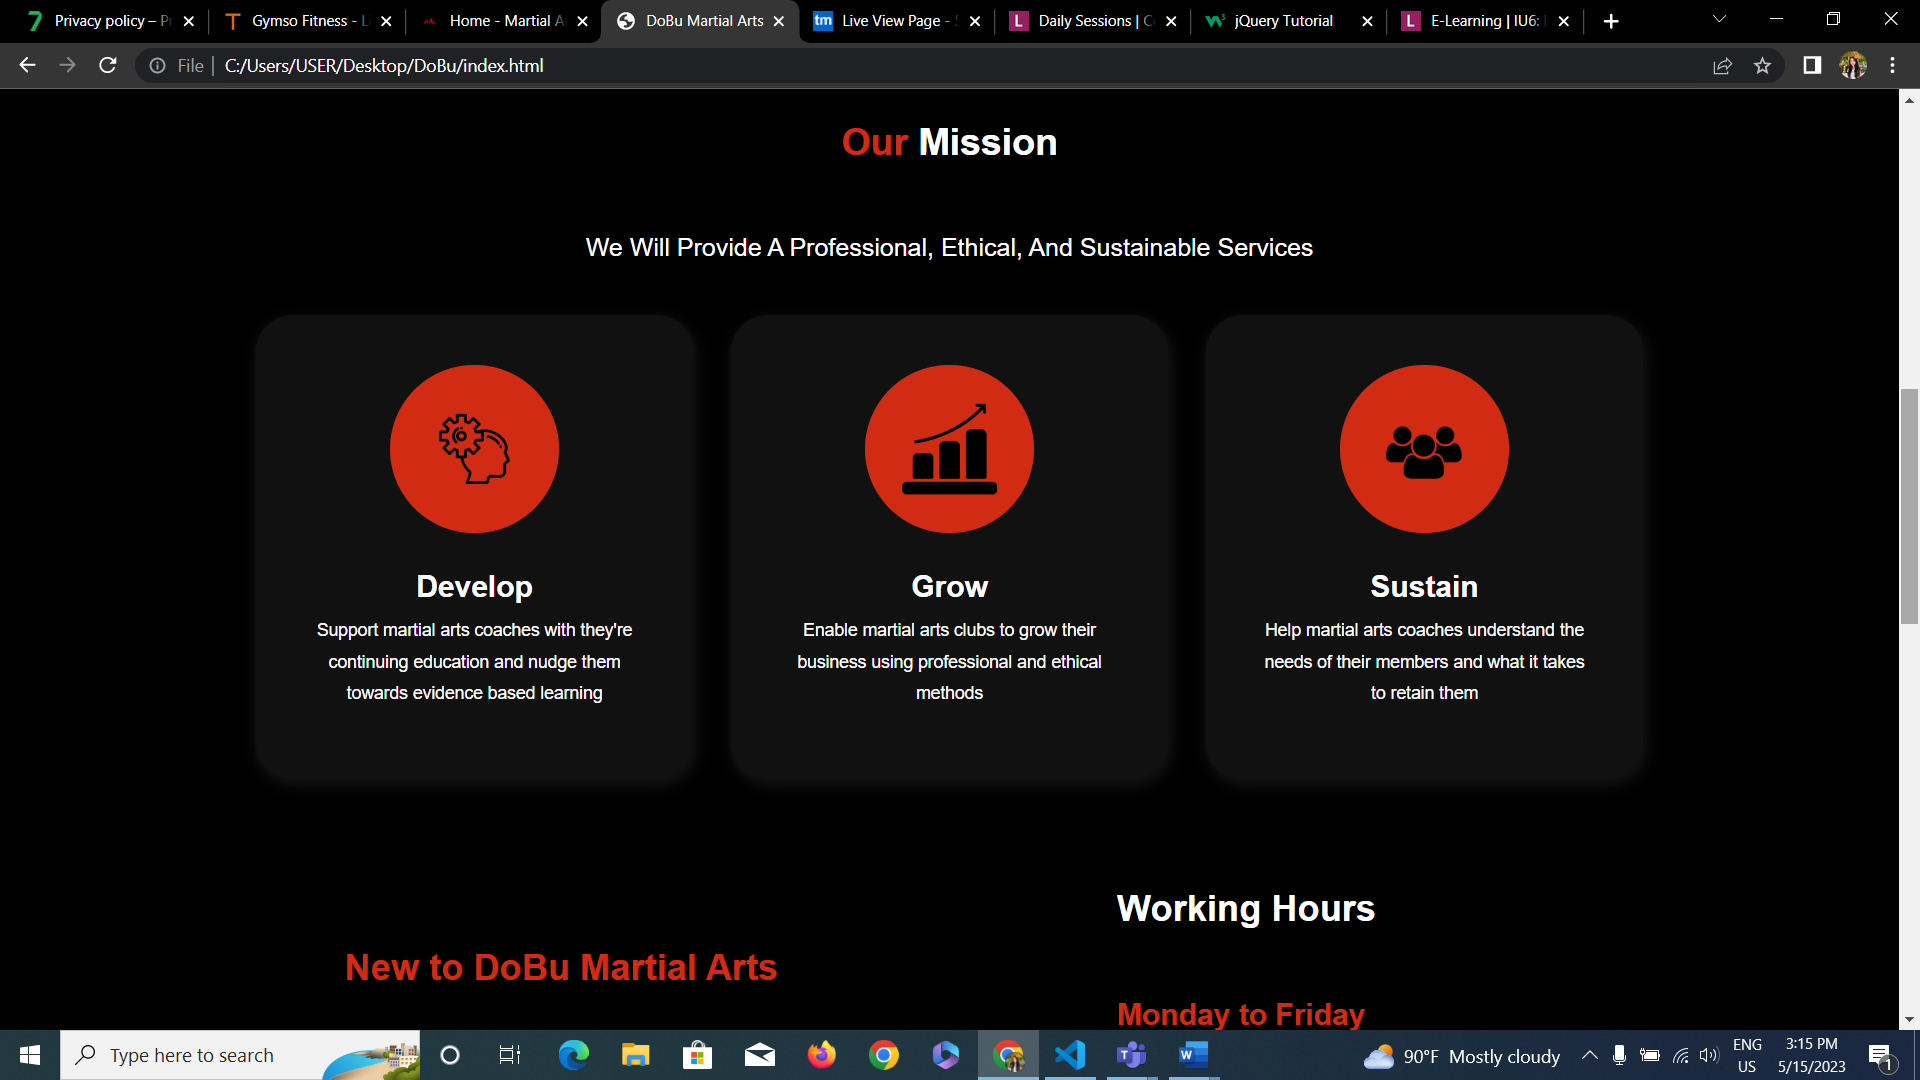 Privacy policy – Pr
Gymso Fitness - Li
Home - Martial A
DoBu Martial Arts
tm Live View Page - S
L Daily Sessions | Co
jQuery Tutorial
L E-Learning | IU6:
File | C:/Users/USER/Desktop/DoBu/index.html
Our Mission
We Will Provide A Professional, Ethical, And Sustainable Services
Develop
Support martial arts coaches with they're
continuing education and nudge them
towards evidence based learning
Grow
Enable martial arts clubs to grow their
business using professional and ethical
methods
Sustain
Help martial arts coaches understand the
needs of their members and what it takes
to retain them
Working Hours
New to DoBu Martial Arts
Monday to Friday
Type here to search
90°F Mostly cloudy
ENG
US
3:15 PM
5/15/2023
1